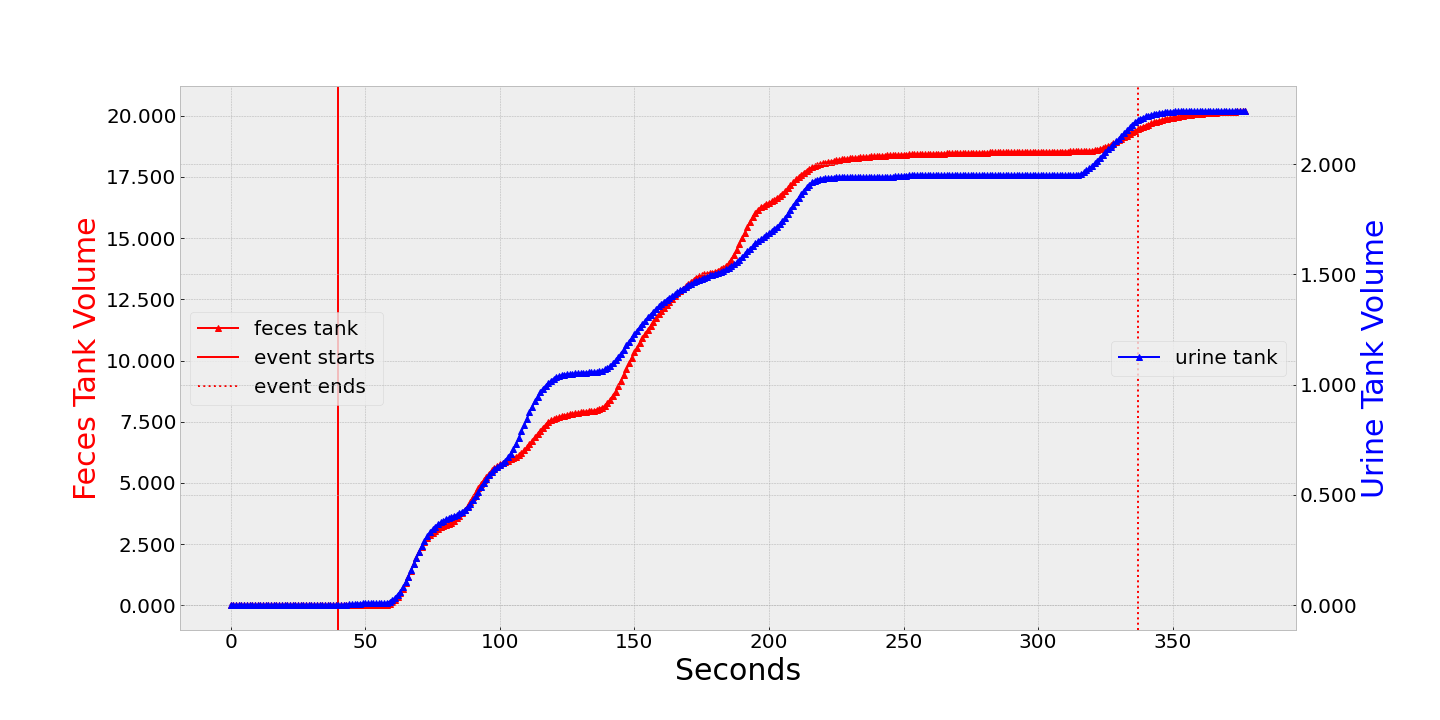 20.000
17.500
15.000
12.500
10.000
7.500
5.000
2.500
0.000
Feces Tank Volume
feces tank
event starts
event ends
urine tank
2.000
1.500
1.000
0.500
0.000
Urine Tank Volume
0 50 100 150 200 250 300 350
Seconds